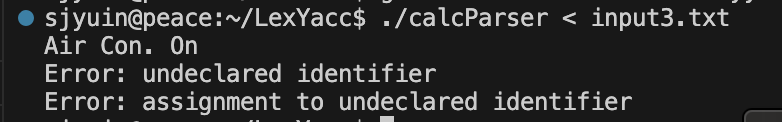 sjyuin@peace:~/LexYacc$ ./calcParser < input3.txt
Air Con. On
Error: undeclared identifier
Error: assignment to undeclared identifier